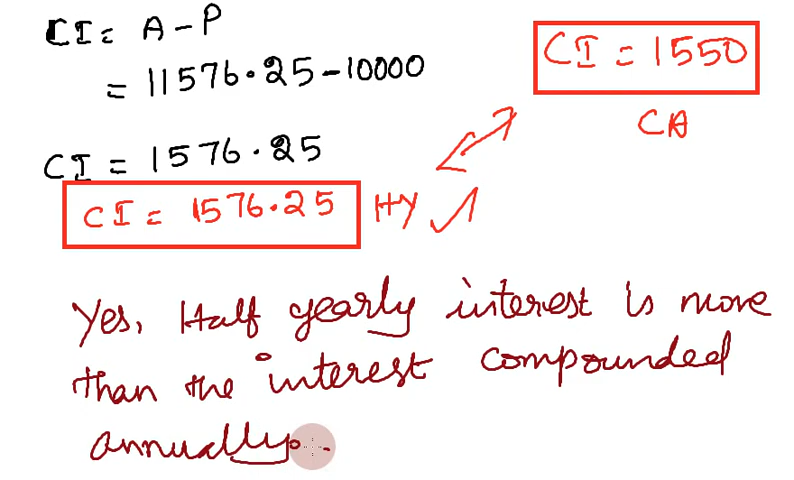 CI = A - P
= 11576.25 - 10000
CI = 1550
CA
CI = 1576.25
CI = 1576.25 HY
Yes, Half yearly interest is more
than the interest compounded
annually.